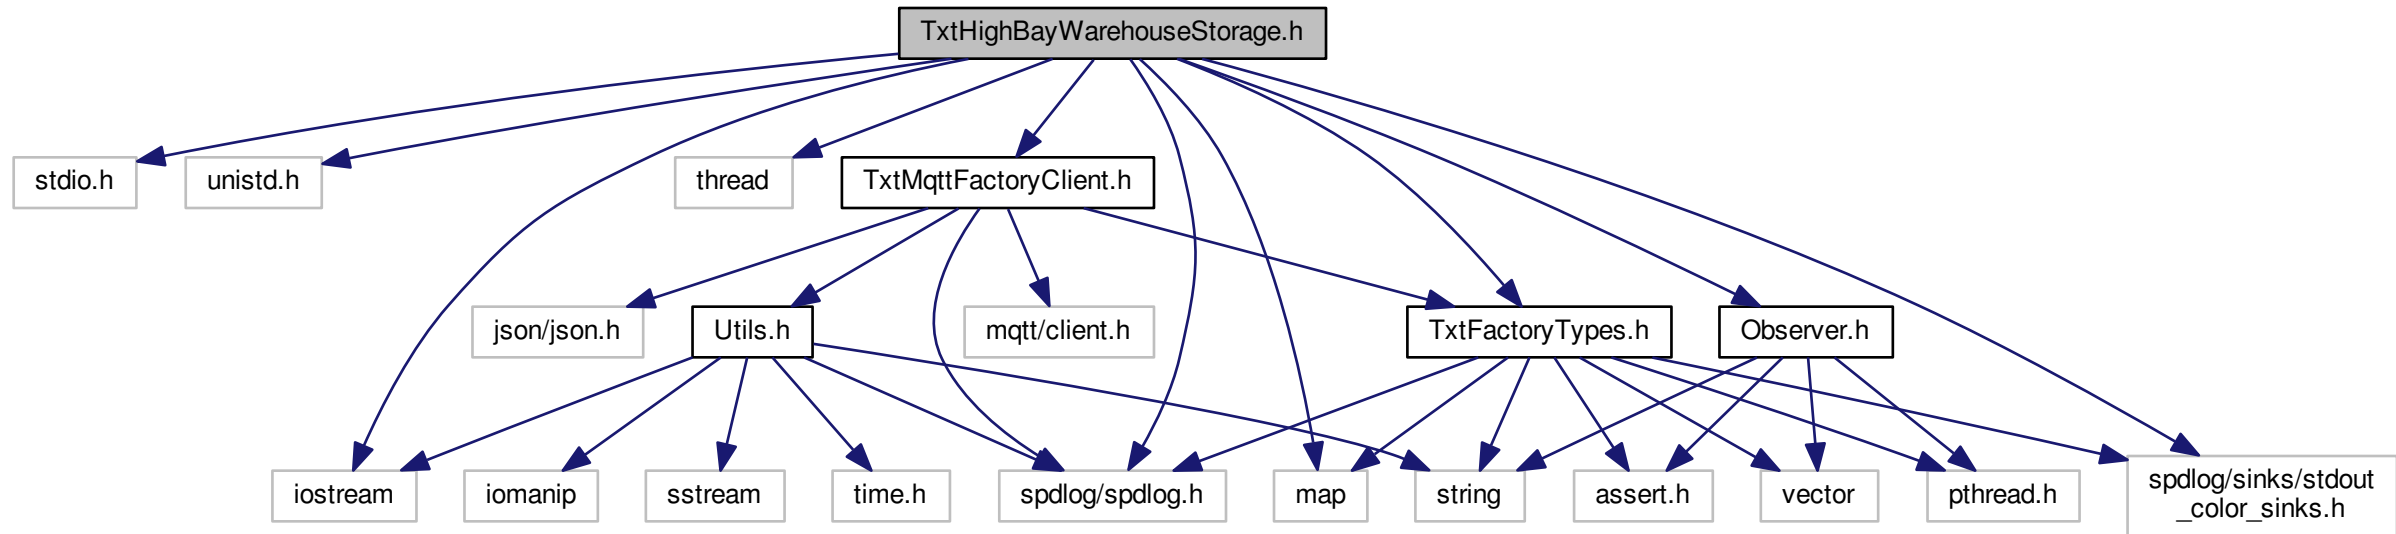 TxtHighBayWarehouseStorage.h
stdio.h
unistd.h
thread
TxtMqttFactoryClient.h
json/json.h
Utils.h
mqtt/client.h
TxtFactoryTypes.h
Observer.h
iostream
iomanip
sstream
time.h
spdlog/spdlog.h
map
string
assert.h
vector
pthread.h
spdlog/sinks/stdout
_color_sinks.h